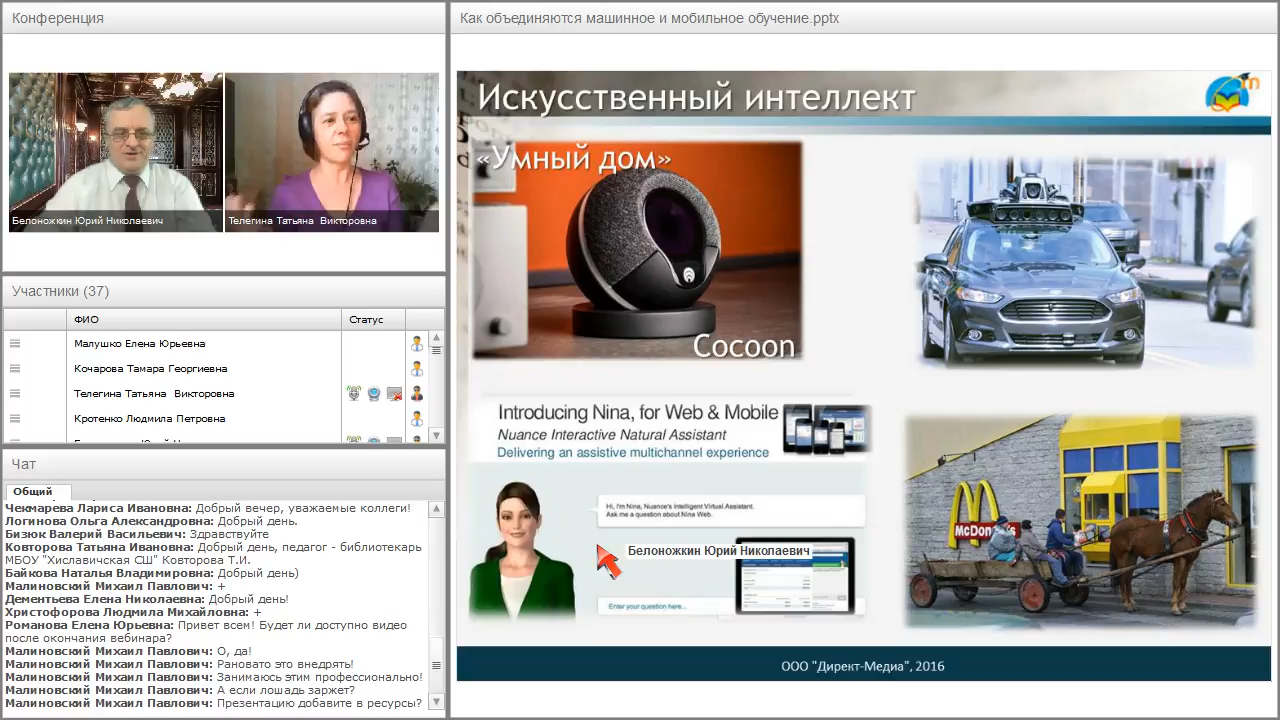 Конференция
Белоножкин Юрий Николаевич
Телегина Татьяна Викторовна
Участники (37)
ФИО
Статус
Малушко Елена Юрьевна
Кочарова Тамара Георгиевна
Телегина Татьяна Викторовна
Кротенко Людмила Петровна
Чат
Общий
Чекмарева Лариса Ивановна: Добрый вечер, уважаемые коллеги!
Логинова Ольга Александровна: Добрый день.
Бизюк Валерий Васильевич: Здравствуйте
Ковторова Татьяна Ивановна: Добрый день, педагог - библиотекарь
МБОУ "Хиславичская СШ" Ковторова Т.И.
Байкова Наталья Владимировна: Добрый день)
Малиновский Михаил Павлович: +
Дементьева Елена Николаевна: Добрый день!
Христофорова Людмила Михайловна: +
Романова Елена Юрьевна: Привет всем! Будет ли доступно видео
после окончания вебинара?
Малиновский Михаил Павлович: О, да!
Малиновский Михаил Павлович: Рановато это внедрять!
Малиновский Михаил Павлович: Занимаюсь этим профессионально!
Малиновский Михаил Павлович: А если лошадь заржет?
Малиновский Михаил Павлович: Презентацию добавите в ресурсы?
Как объединяются машинное и мобильное обучение.pptx
Искусственный интеллект
«Умный дом»
Cocoon
Introducing Nina, for Web & Mobile
Nuance Interactive Natural Assistant
Delivering an assistive multichannel experience
Hi, I'm Nina, Nuance's Intelligent Virtual Assistant.
Ask me a question about Nina Web.
Белоножкин Юрий Николаевич
Enter your question here...
McDonald's
ООО "Директ-Медиа", 2016